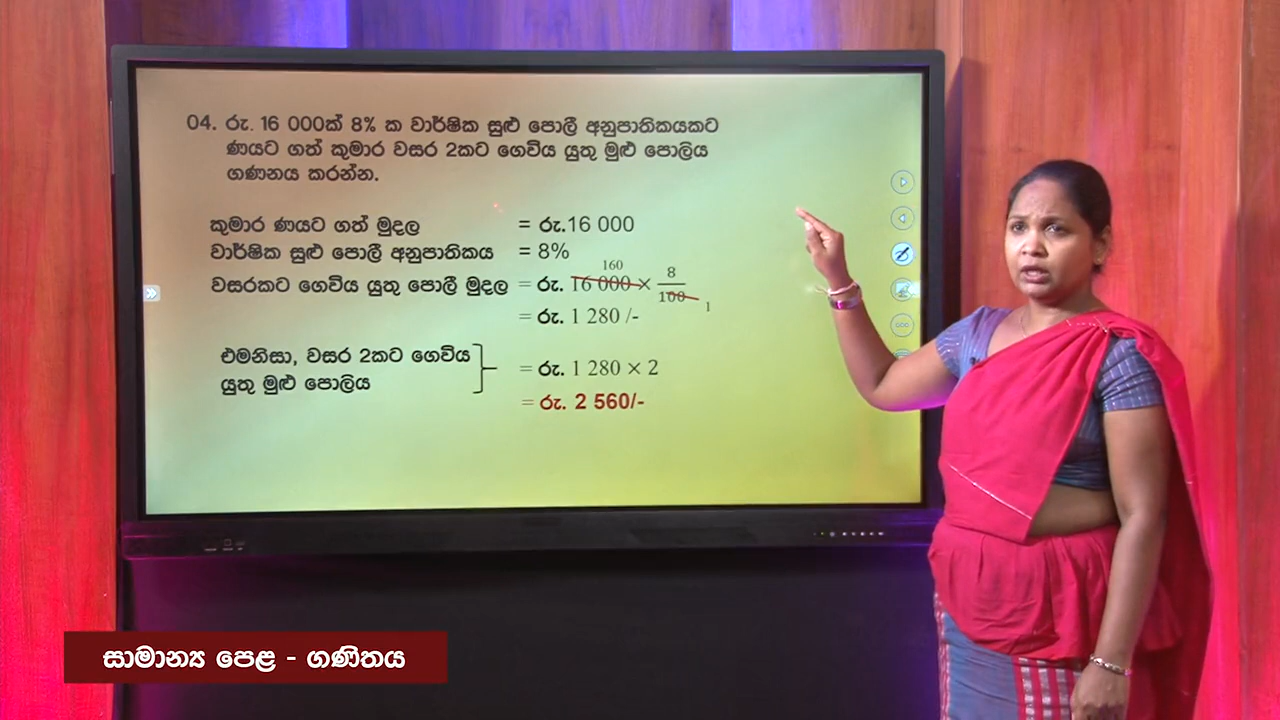 04. රු. 16 000ක් 8% ක වාර්ෂික සුළු පොලී අනුපාතිකයකට
ණයට ගත් කුමාර වසර 2කට ගෙවිය යුතු මුළු පොලිය
ගණනය කරන්න.
කුමාර ණයට ගත් මුදල = රු.16 000
වාර්ෂික සුළු පොලී අනුපාතිකය = 8%
වසරකට ගෙවිය යුතු පොලී මුදල = රු. 16 000 160 × 8/100 1
= රු. 1 280 /-
එමනිසා, වසර 2කට ගෙවිය
යුතු මුළු පොලිය = රු. 1 280 × 2
= රු. 2 560/-
සාමාන්‍ය පෙළ - ගණිතය